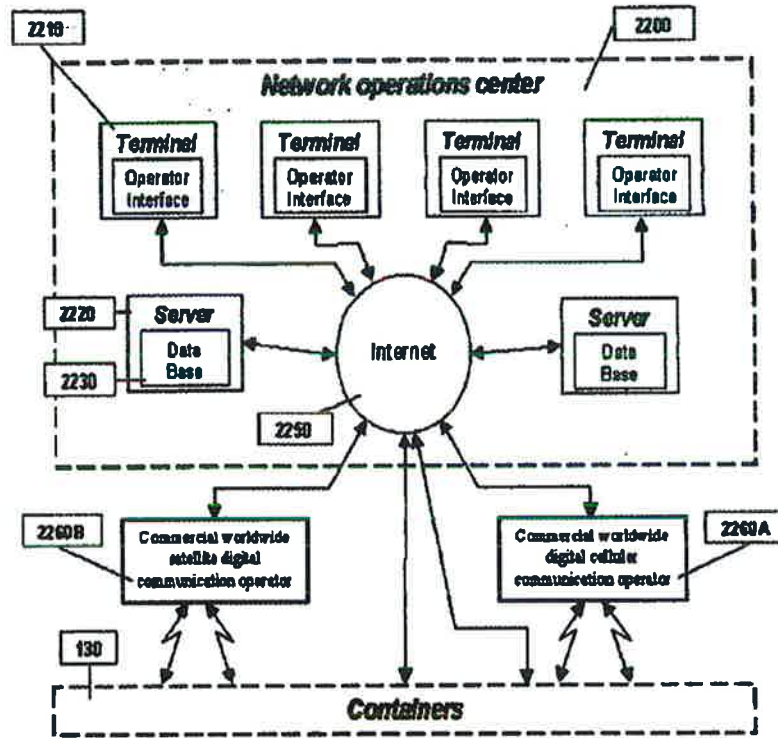 2210
2200
Network operations center
Terminal
Operator
Interface
Terminal
Operator
Interface
Terminal
Operator
Interface
Terminal
Operator
Interface
2220
Server
Data
Base
2230
Internet
Server
Data
Base
2250
2260B
Commercial worldwide
satellite digital
communication operator
Commercial worldwide
digital cellular
communication operator
2260A
130
Containers